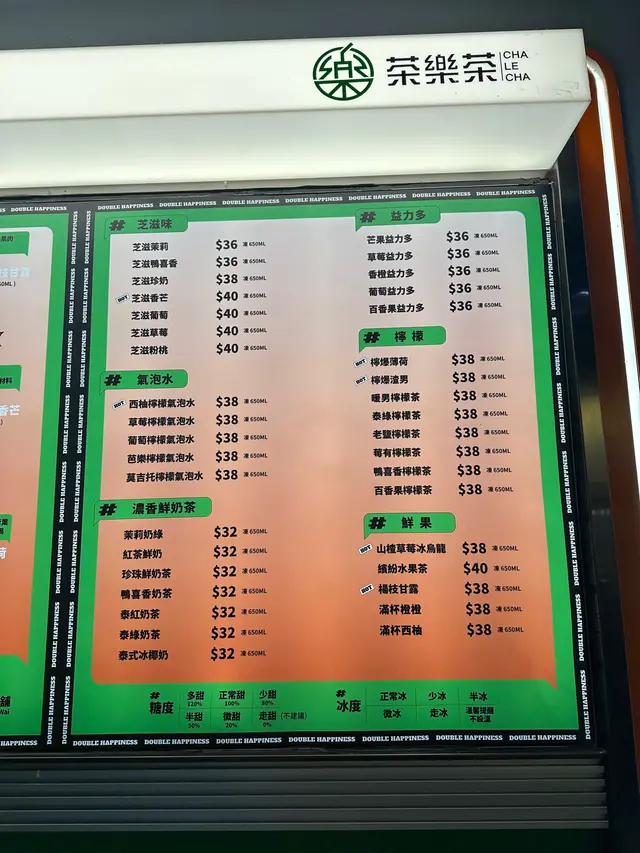 茶樂茶
CHA
LE
CHA
DOUBLE HAPPINESS
# 芝滋味
芝滋茉莉 $36 凍 650ML
芝滋鴨喜香 $36 凍 650ML
芝滋珍奶 $38 凍 650ML
HOT 芝滋香芒 $40 凍 650ML
芝滋葡萄 $40 凍 650ML
芝滋草莓 $40 凍 650ML
芝滋粉桃 $40 凍 650ML
# 氣泡水
HOT 西柚檸檬氣泡水 $38 凍 650ML
草莓檸檬氣泡水 $38 凍 650ML
葡萄檸檬氣泡水 $38 凍 650ML
芭樂檸檬氣泡水 $38 凍 650ML
莫吉托檸檬氣泡水 $38 凍 650ML
# 濃香鮮奶茶
茉莉奶綠 $32 凍 650ML
紅茶鮮奶 $32 凍 650ML
珍珠鮮奶茶 $32 凍 650ML
鴨喜香奶茶 $32 凍 650ML
泰紅奶茶 $32 凍 650ML
泰綠奶茶 $32 凍 650ML
泰式冰椰奶 $32 凍 650ML
# 益力多
芒果益力多 $36 凍 650ML
草莓益力多 $36 凍 650ML
香橙益力多 $36 凍 650ML
葡萄益力多 $36 凍 650ML
百香果益力多 $36 凍 650ML
# 檸檬
HOT 檸爆薄荷 $38 凍 650ML
HOT 檸爆渣男 $38 凍 650ML
暖男檸檬茶 $38 凍 650ML
泰綠檸檬茶 $38 凍 650ML
老鹽檸檬茶 $38 凍 650ML
莓有檸檬茶 $38 凍 650ML
鴨喜香檸檬茶 $38 凍 650ML
百香果檸檬茶 $38 凍 650ML
# 鮮果
HOT 山楂草莓冰烏龍 $38 凍 650ML
繽紛水果茶 $40 凍 650ML
HOT 楊枝甘露 $38 凍 650ML
滿杯橙橙 $38 凍 650ML
滿杯西柚 $38 凍 650ML
# 糖度
多甜 120% 正常甜 100% 少甜 80%
半甜 50% 微甜 20% 走甜 0% (不建議)
# 冰度
正常冰 少冰 半冰
微冰 走冰 溫馨提醒 不設溫